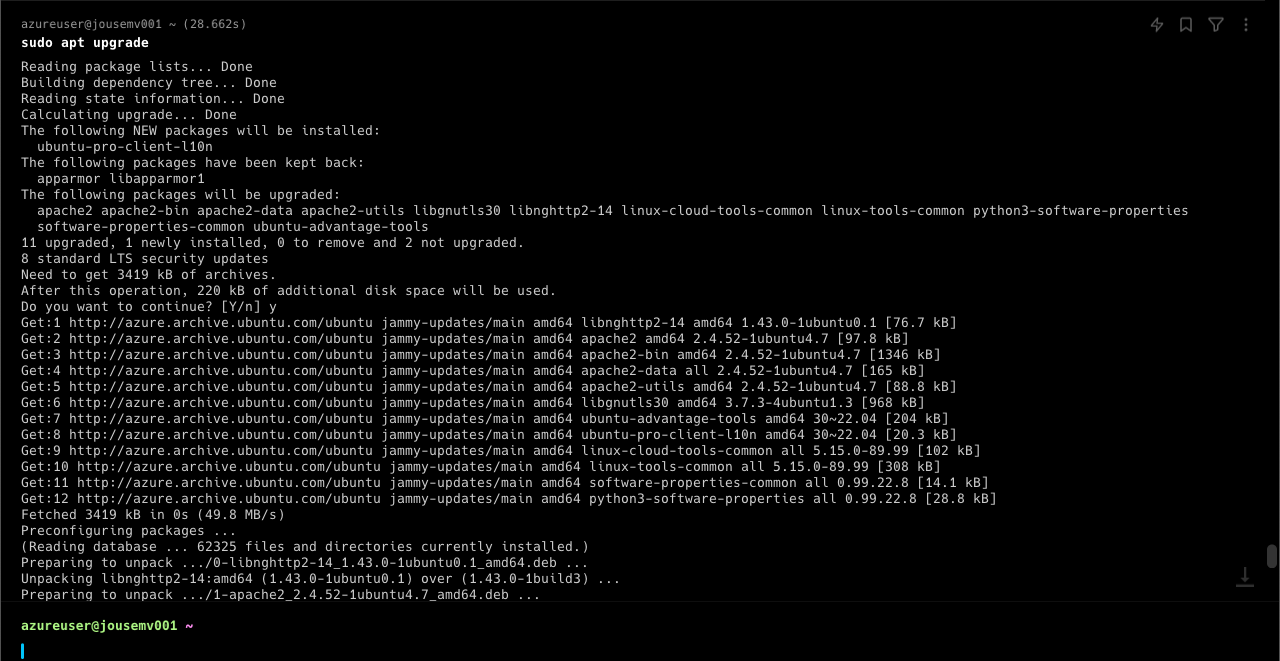 azureuser@jousemv001 ~ (28.662s)
sudo apt upgrade
Reading package lists... Done
Building dependency tree... Done
Reading state information... Done
Calculating upgrade... Done
The following NEW packages will be installed:
  ubuntu-pro-client-l10n
The following packages have been kept back:
  apparmor libapparmor1
The following packages will be upgraded:
  apache2 apache2-bin apache2-data apache2-utils libgnutls30 libnghttp2-14 linux-cloud-tools-common linux-tools-common python3-software-properties
  software-properties-common ubuntu-advantage-tools
11 upgraded, 1 newly installed, 0 to remove and 2 not upgraded.
8 standard LTS security updates
Need to get 3419 kB of archives.
After this operation, 220 kB of additional disk space will be used.
Do you want to continue? [Y/n] y
Get:1 http://azure.archive.ubuntu.com/ubuntu jammy-updates/main amd64 libnghttp2-14 amd64 1.43.0-1ubuntu0.1 [76.7 kB]
Get:2 http://azure.archive.ubuntu.com/ubuntu jammy-updates/main amd64 apache2 amd64 2.4.52-1ubuntu4.7 [97.8 kB]
Get:3 http://azure.archive.ubuntu.com/ubuntu jammy-updates/main amd64 apache2-bin amd64 2.4.52-1ubuntu4.7 [1346 kB]
Get:4 http://azure.archive.ubuntu.com/ubuntu jammy-updates/main amd64 apache2-data all 2.4.52-1ubuntu4.7 [165 kB]
Get:5 http://azure.archive.ubuntu.com/ubuntu jammy-updates/main amd64 apache2-utils amd64 2.4.52-1ubuntu4.7 [88.8 kB]
Get:6 http://azure.archive.ubuntu.com/ubuntu jammy-updates/main amd64 libgnutls30 amd64 3.7.3-4ubuntu1.3 [968 kB]
Get:7 http://azure.archive.ubuntu.com/ubuntu jammy-updates/main amd64 ubuntu-advantage-tools amd64 30~22.04 [204 kB]
Get:8 http://azure.archive.ubuntu.com/ubuntu jammy-updates/main amd64 ubuntu-pro-client-l10n amd64 30~22.04 [20.3 kB]
Get:9 http://azure.archive.ubuntu.com/ubuntu jammy-updates/main amd64 linux-cloud-tools-common all 5.15.0-89.99 [102 kB]
Get:10 http://azure.archive.ubuntu.com/ubuntu jammy-updates/main amd64 linux-tools-common all 5.15.0-89.99 [308 kB]
Get:11 http://azure.archive.ubuntu.com/ubuntu jammy-updates/main amd64 software-properties-common all 0.99.22.8 [14.1 kB]
Get:12 http://azure.archive.ubuntu.com/ubuntu jammy-updates/main amd64 python3-software-properties all 0.99.22.8 [28.8 kB]
Fetched 3419 kB in 0s (49.8 MB/s)
Preconfiguring packages ...
(Reading database ... 62325 files and directories currently installed.)
Preparing to unpack .../0-libnghttp2-14_1.43.0-1ubuntu0.1_amd64.deb ...
Unpacking libnghttp2-14:amd64 (1.43.0-1ubuntu0.1) over (1.43.0-1build3) ...
Preparing to unpack .../1-apache2_2.4.52-1ubuntu4.7_amd64.deb ...
azureuser@jousemv001 ~